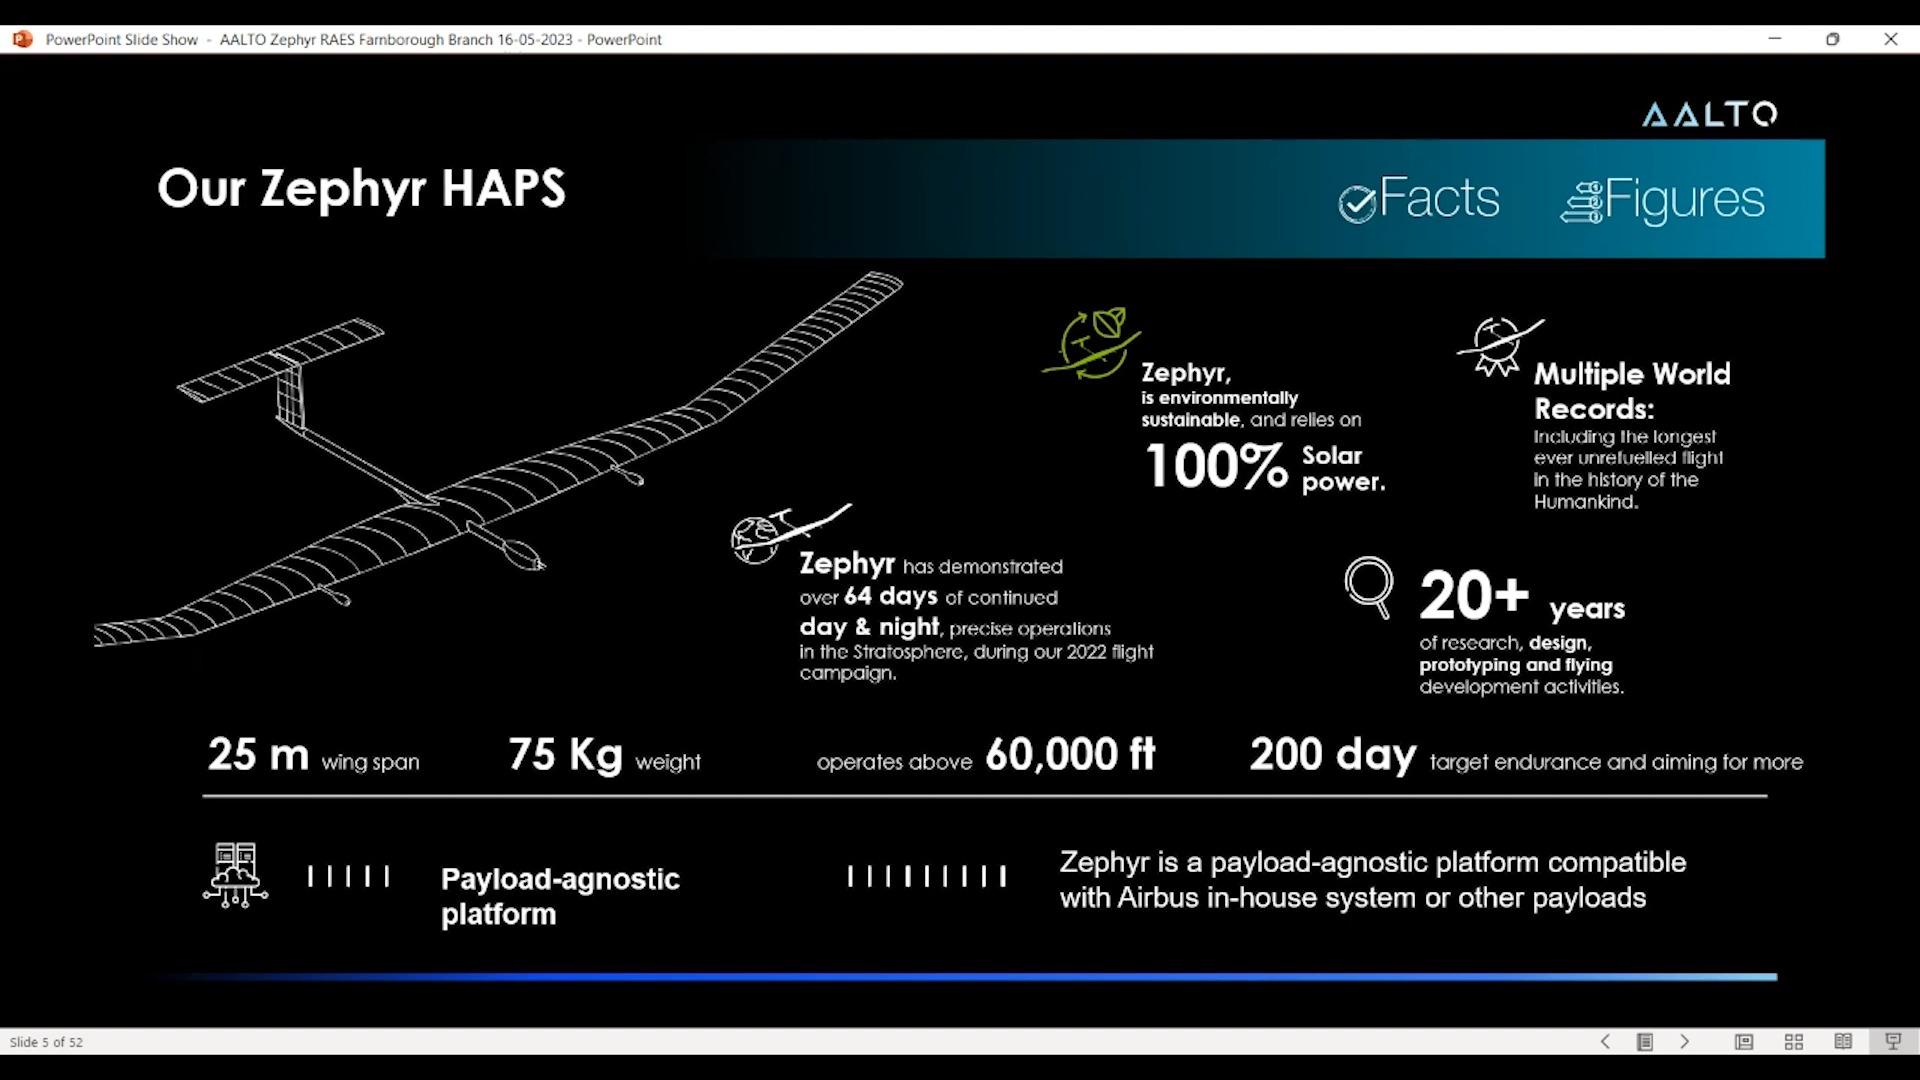 PowerPoint Slide Show - AALTO Zephyr RAES Farnborough Branch 16-05-2023 - PowerPoint
AALTO
Our Zephyr HAPS
Facts
Figures
Zephyr,
is environmentally
sustainable, and relies on
100% Solar
power.
Multiple World
Records:
Including the longest
ever unrefuelled flight
in the history of the
Humankind.
Zephyr has demonstrated
over 64 days of continued
day & night, precise operations
in the Stratosphere, during our 2022 flight
campaign.
20+ years
of research, design,
prototyping and flying
development activities.
25 m wing span
75 Kg weight
operates above 60,000 ft
200 day target endurance and aiming for more
Payload-agnostic
platform
Zephyr is a payload-agnostic platform compatible
with Airbus in-house system or other payloads
Slide 5 of 52